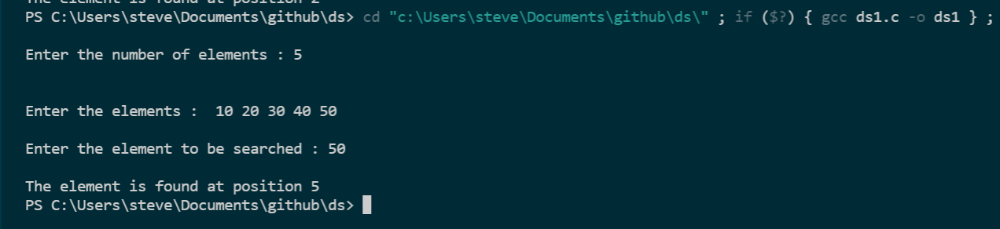 The element is found at position 2
PS C:\Users\steve\Documents\github\ds> cd "c:\Users\steve\Documents\github\ds\" ; if ($?) { gcc ds1.c -o ds1 } ;
Enter the number of elements : 5
Enter the elements :  10 20 30 40 50
Enter the element to be searched : 50
The element is found at position 5
PS C:\Users\steve\Documents\github\ds>